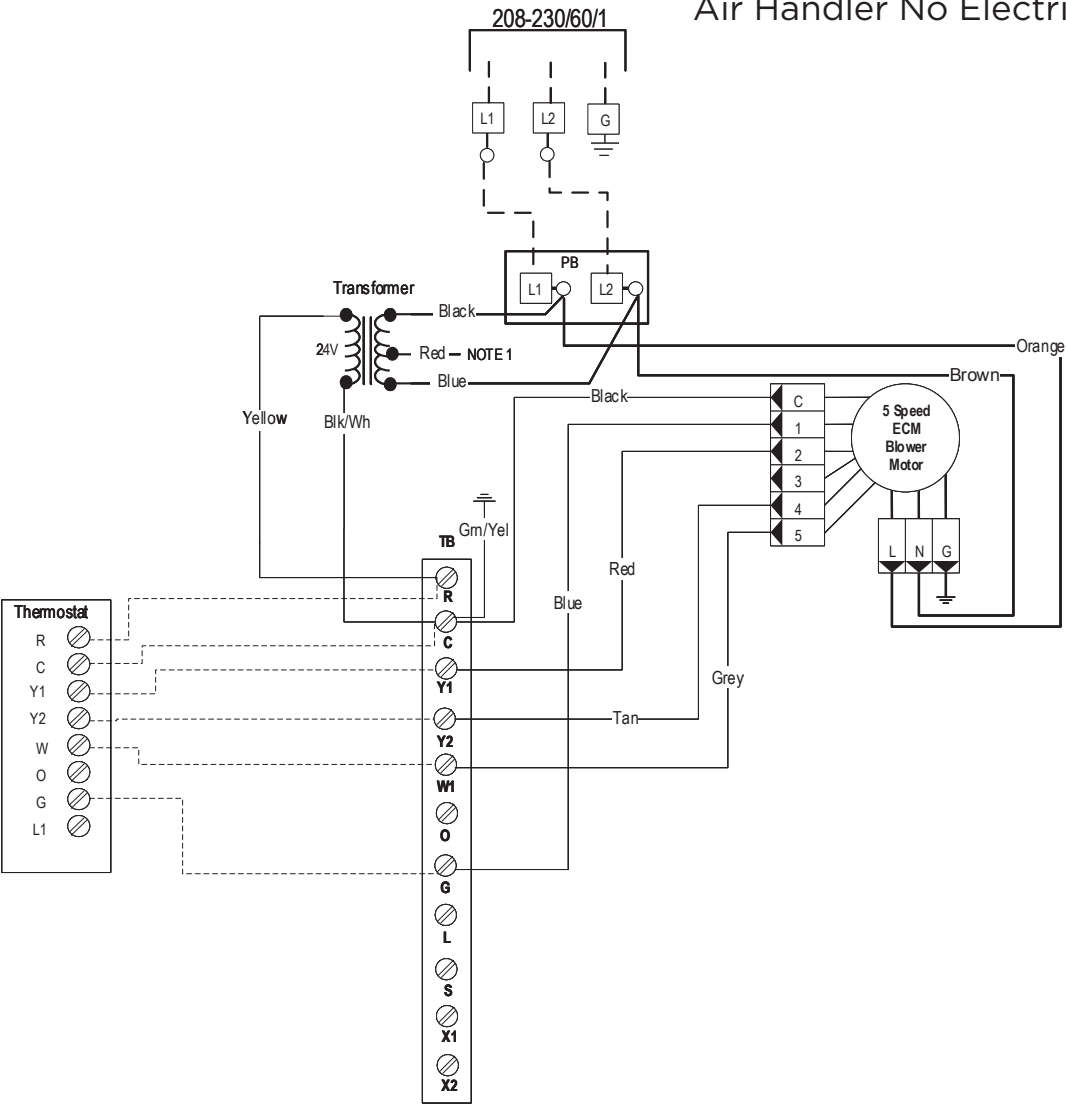 Air Handler No Electri
208-230/60/1
L1
L2
G
PB
L1
L2
Transformer
Black
24V
Red
NOTE 1
Orange
Blue
Brown
Black
Yellow
Blk/Wh
C
1
2
3
4
5
5 Speed
ECM
Blower
Motor
L
N
G
Grn/Yel
TB
Red
Blue
Grey
Tan
Thermostat
R
C
Y1
Y2
W
O
G
L1
R
C
Y1
Y2
W1
O
G
L
S
X1
X2